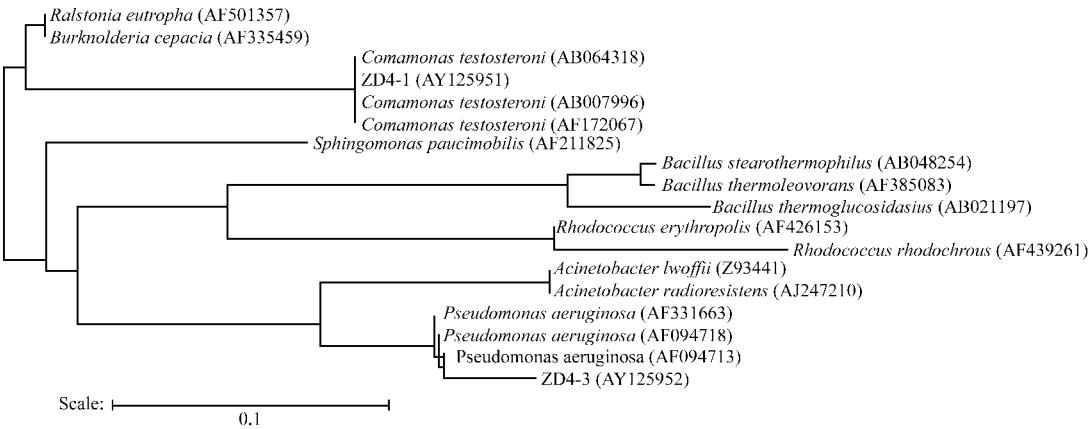 Ralstonia eutropha (AF501357)
Burknolderia cepacia (AF335459)
Comamonas testosteroni (AB064318)
ZD4-1 (AY125951)
Comamonas testosteroni (AB007996)
Comamonas testosteroni (AF172067)
Sphingomonas paucimobilis (AF211825)
Bacillus stearothermophilus (AB048254)
Bacillus thermoleovorans (AF385083)
Bacillus thermoglucosidasius (AB021197)
Rhodococcus erythropolis (AF426153)
Rhodococcus rhodochrous (AF439261)
Acinetobacter lwoffii (Z93441)
Acinetobacter radioresistens (AJ247210)
Pseudomonas aeruginosa (AF331663)
Pseudomonas aeruginosa (AF094718)
Pseudomonas aeruginosa (AF094713)
ZD4-3 (AY125952)
Scale:
0.1